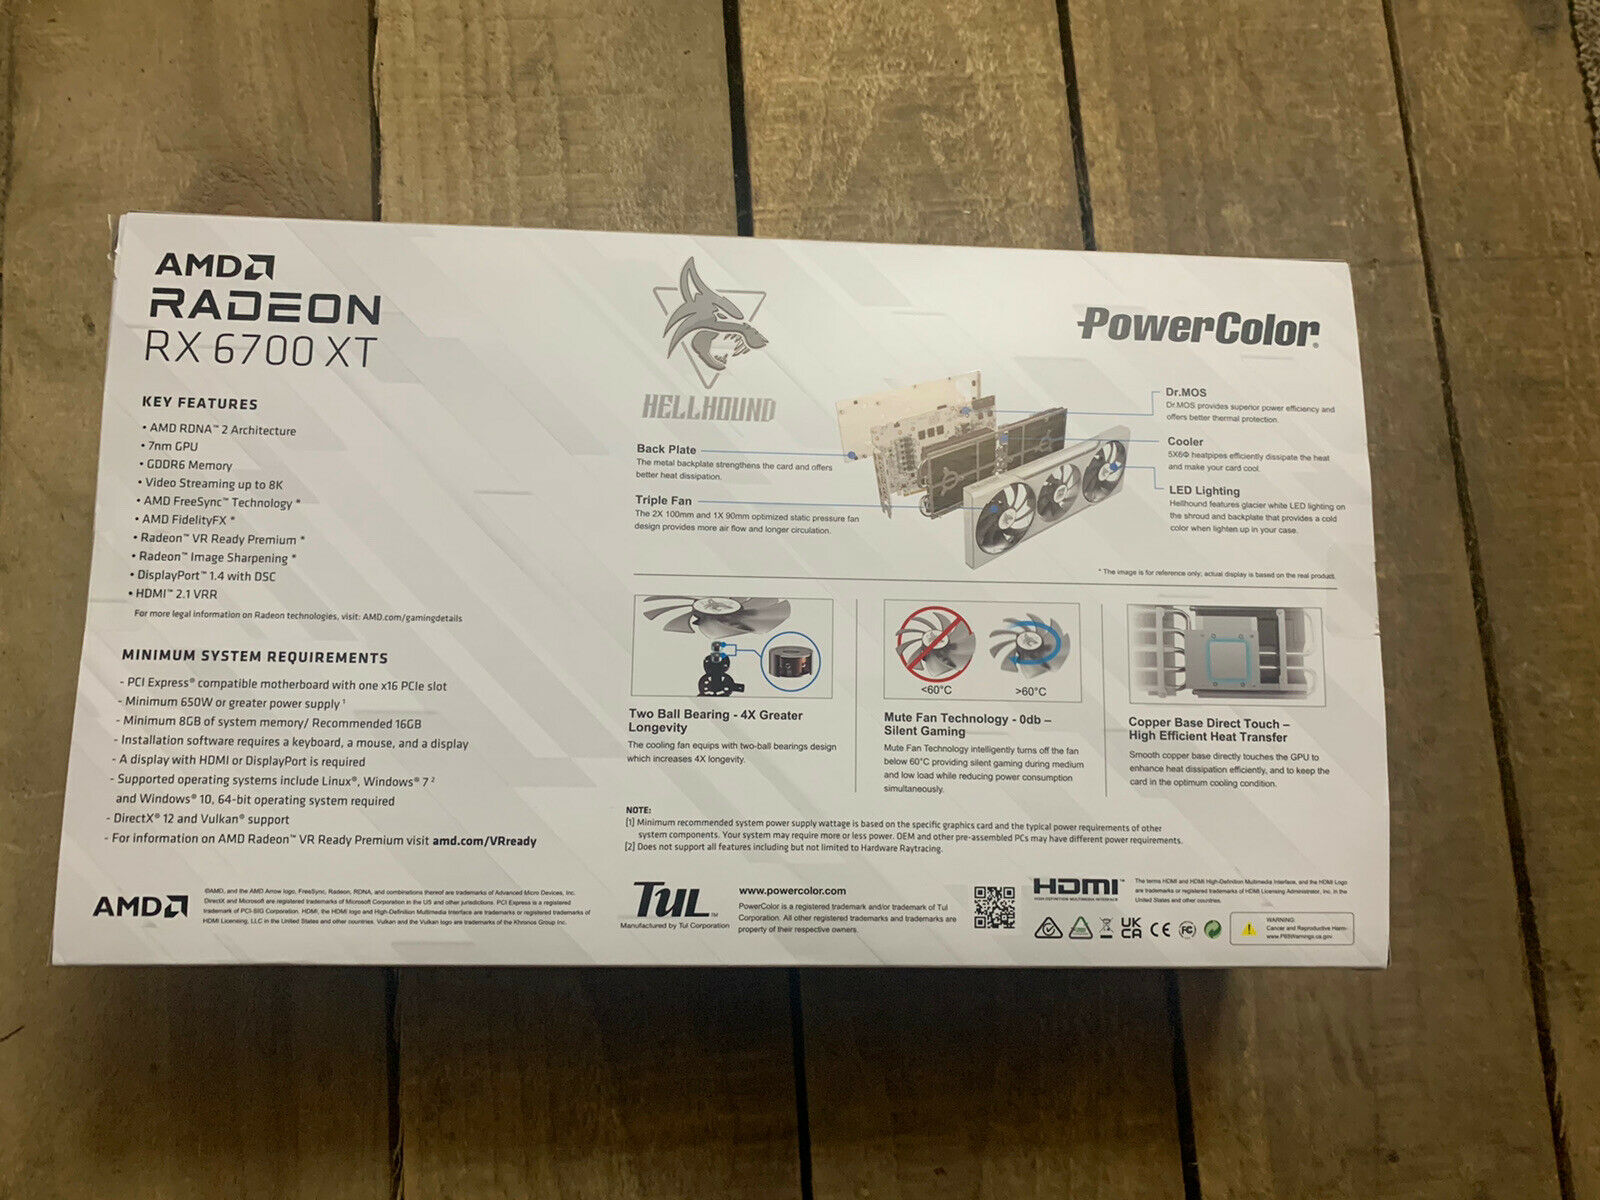 AMD
RADEON
RX 6700 XT
KEY FEATURES
• AMD RDNA™ 2 Architecture
• 7nm GPU
• GDDR6 Memory
• Video Streaming up to 8K
• AMD FreeSync™ Technology *
• AMD FidelityFX *
• Radeon™ VR Ready Premium *
• Radeon™ Image Sharpening *
• DisplayPort™ 1.4 with DSC
• HDMI™ 2.1 VRR
For more legal information on Radeon technologies, visit: AMD.com/gamingdetails
MINIMUM SYSTEM REQUIREMENTS
- PCI Express® compatible motherboard with one x16 PCIe slot
- Minimum 650W or greater power supply ¹
- Minimum 8GB of system memory/ Recommended 16GB
- Installation software requires a keyboard, a mouse, and a display
- A display with HDMI or DisplayPort is required
- Supported operating systems include Linux®, Windows® 7 ²
and Windows® 10, 64-bit operating system required
- DirectX® 12 and Vulkan® support
- For information on AMD Radeon™ VR Ready Premium visit amd.com/VRready
HELLHOUND
PowerColor®
Back Plate
The metal backplate strengthens the card and offers
better heat dissipation.
Triple Fan
The 2X 100mm and 1X 90mm optimized static pressure fan
design provides more air flow and longer circulation.
Dr.MOS
Dr.MOS provides superior power efficiency and
offers better thermal protection.
Cooler
5X6Φ heatpipes efficiently dissipate the heat
and make your card cool.
LED Lighting
Hellhound features glacier white LED lighting on
the shroud and backplate that provides a cold
color when lighten up in your case.
* The image is for reference only; actual display is based on the real product.
Two Ball Bearing - 4X Greater
Longevity
The cooling fan equips with two-ball bearings design
which increases 4X longevity.
<60°C >60°C
Mute Fan Technology - 0db –
Silent Gaming
Mute Fan Technology intelligently turns off the fan
below 60°C providing silent gaming during medium
and low load while reducing power consumption
simultaneously.
Copper Base Direct Touch –
High Efficient Heat Transfer
Smooth copper base directly touches the GPU to
enhance heat dissipation efficiently, and to keep the
card in the optimum cooling condition.
NOTE:
[1] Minimum recommended system power supply wattage is based on the specific graphics card and the typical power requirements of other
system components. Your system may require more or less power. OEM and other pre-assembled PCs may have different power requirements.
[2] Does not support all features including but not limited to Hardware Raytracing.
AMD
©AMD, and the AMD Arrow logo, FreeSync, Radeon, RDNA, and combinations thereof are trademarks of Advanced Micro Devices, Inc.
DirectX and Microsoft are registered trademarks of Microsoft Corporation in the US and other jurisdictions. PCI Express is a registered
trademark of PCI-SIG Corporation. HDMI, the HDMI logo and High-Definition Multimedia Interface are trademarks or registered trademarks of
HDMI Licensing, LLC in the United States and other countries. Vulkan and the Vulkan logo are trademarks of the Khronos Group Inc.
TUL™
Manufactured by Tul Corporation
www.powercolor.com
PowerColor is a registered trademark and/or trademark of Tul
Corporation. All other registered trademarks and trademarks are
property of their respective owners.
HDMI™
HIGH-DEFINITION MULTIMEDIA INTERFACE
The terms HDMI and HDMI High-Definition Multimedia Interface, and the HDMI Logo
are trademarks or registered trademarks of HDMI Licensing Administrator, Inc. in the
United States and other countries.
UK
CA
CE
FC
WARNING
Cancer and Reproductive Harm-
www.P65Warnings.ca.gov